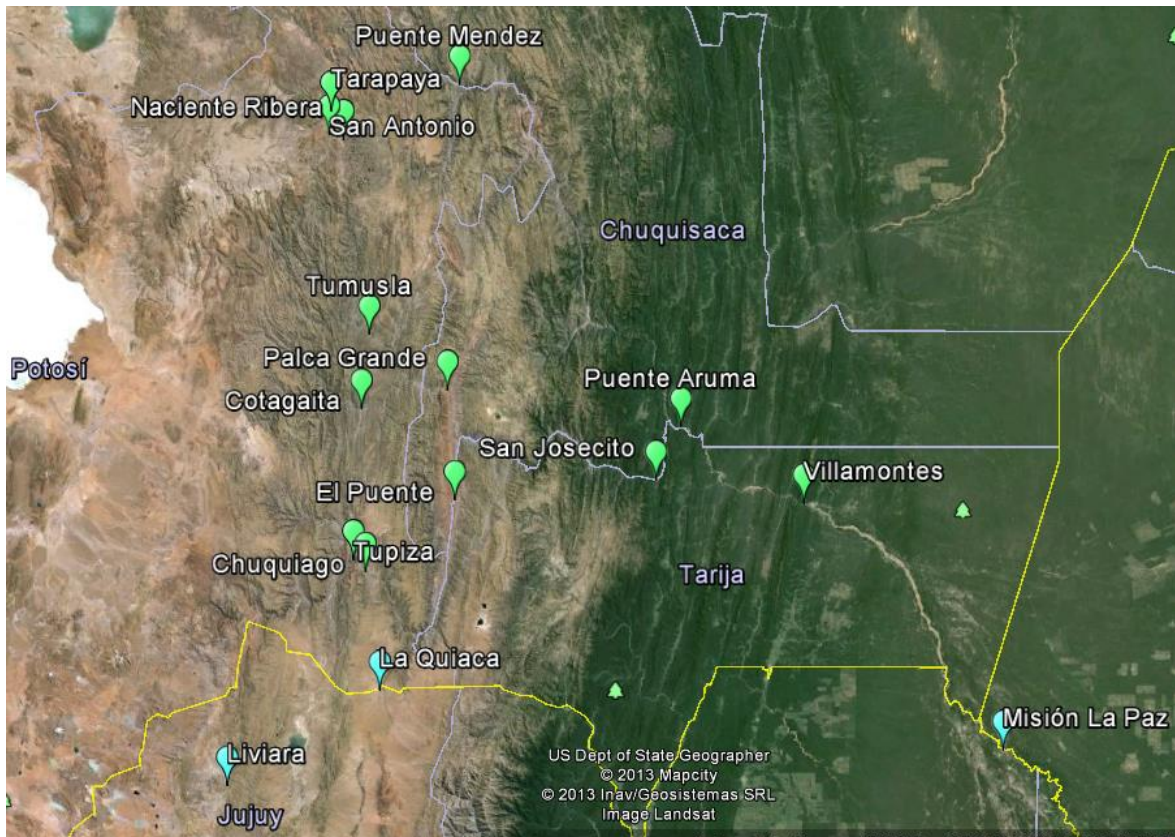 Puente Mendez
Tarapaya
Naciente Ribera
San Antonio
Chuquisaca
Tumusla
Palca Grande
Potosí
Puente Aruma
Cotagaita
San Josecito
Villamontes
El Puente
Tupiza
Chuquiago
Tarija
La Quiaca
Misión La Paz
Liviara
US Dept of State Geographer
© 2013 Mapcity
© 2013 Inav/Geosistemas SRL
Image Landsat
Jujuy